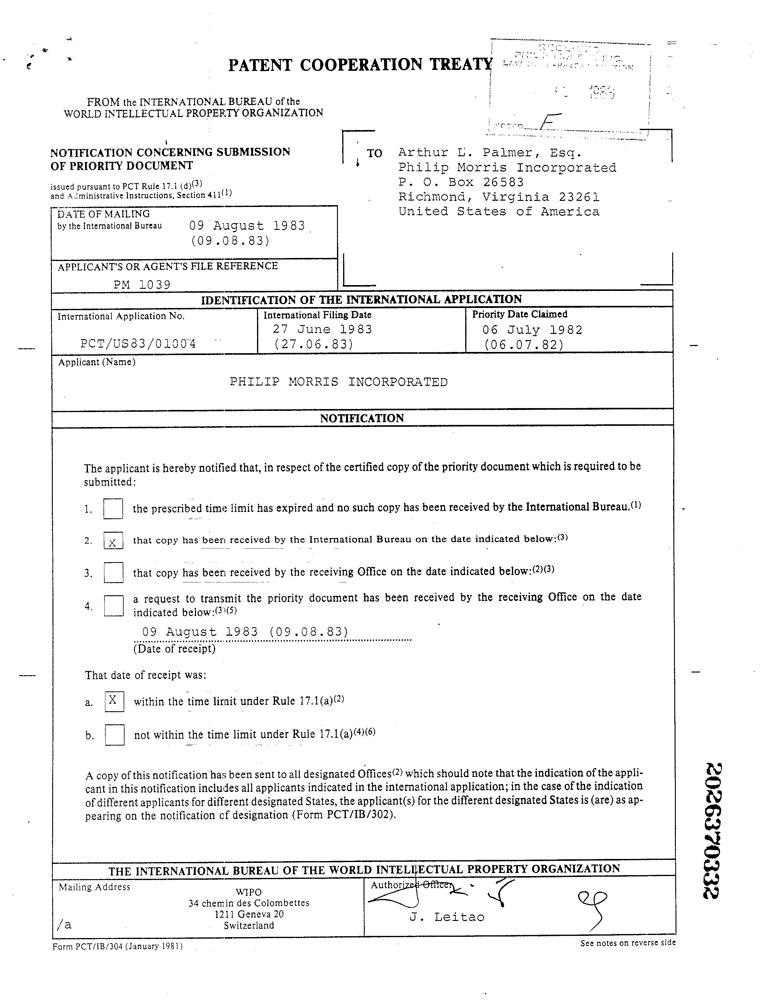 PATENT COOPERATION TREATY
1983
F
FROM the INTERNATIONAL BUREAU of the
WORLD INTELLECTUAL PROPERTY ORGANIZATION
NOTIFICATION CONCERNING SUBMISSION
OF PRIORITY DOCUMENT
issued pursuant to PCT Rule 17.1 (d)(3)
and Administrative Instructions, Section 411(1)
TO Arthur L. Palmer, Esq.
Philip Morris Incorporated
P. O. Box 26583
Richmond, Virginia 23261
United States of America
DATE OF MAILING
by the International Bureau 09 August 1983
(09.08.83)
APPLICANT'S OR AGENT'S FILE REFERENCE
PM 1039
IDENTIFICATION OF THE INTERNATIONAL APPLICATION
International Application No. International Filing Date Priority Date Claimed
27 June 1983 06 July 1982
PCT/US83/01004 (27.06.83) (06.07.82)
Applicant (Name)
PHILIP MORRIS INCORPORATED
NOTIFICATION
The applicant is hereby notified that, in respect of the certified copy of the priority document which is required to be
submitted:
1. the prescribed time limit has expired and no such copy has been received by the International Bureau.(1)
2. X that copy has been received by the International Bureau on the date indicated below:(3)
3. that copy has been received by the receiving Office on the date indicated below:(2)(3)
4. a request to transmit the priority document has been received by the receiving Office on the date
indicated below:(3)(5)
09 August 1983 (09.08.83)
(Date of receipt)
That date of receipt was:
a. X within the time limit under Rule 17.1(a)(2)
b. not within the time limit under Rule 17.1(a)(4)(6)
A copy of this notification has been sent to all designated Offices(2) which should note that the indication of the appli-
cant in this notification includes all applicants indicated in the international application; in the case of the indication
of different applicants for different designated States, the applicant(s) for the different designated States is (are) as ap-
pearing on the notification of designation (Form PCT/IB/302).
2026370332
THE INTERNATIONAL BUREAU OF THE WORLD INTELLECTUAL PROPERTY ORGANIZATION
Mailing Address Authorized Officer
WIPO
34 chemin des Colombettes
1211 Geneva 20
Switzerland
J. Leitao
/a
Form PCT/IB/304 (January 1981)
See notes on reverse side